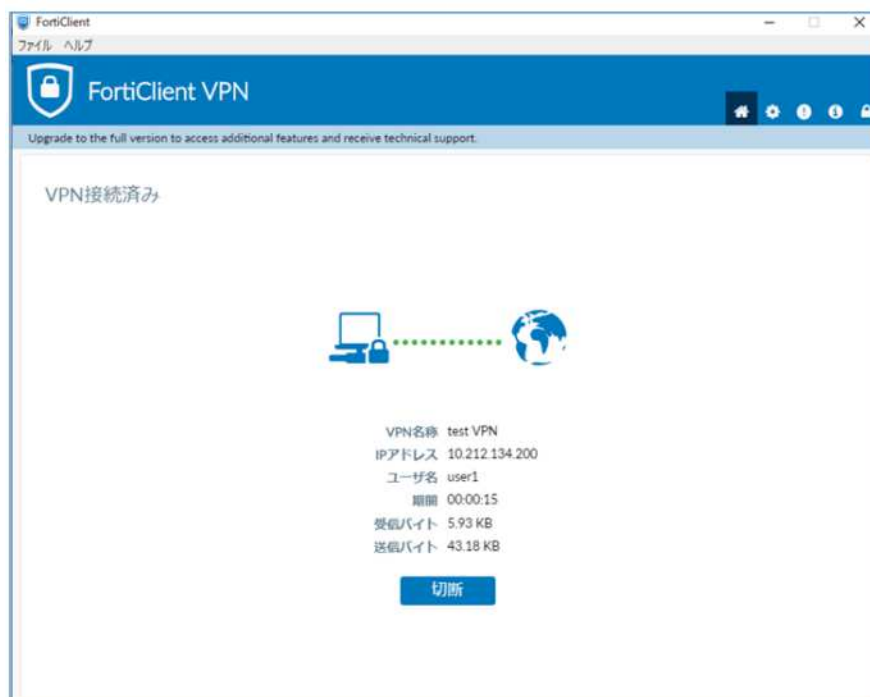 FortiClient
ファイル ヘルプ
FortiClient VPN
Upgrade to the full version to access additional features and receive technical support.
VPN接続済み
VPN名称 test VPN
IPアドレス 10.212.134.200
ユーザ名 user1
期間 00:00:15
受信バイト 5.93 KB
送信バイト 43.18 KB
切断